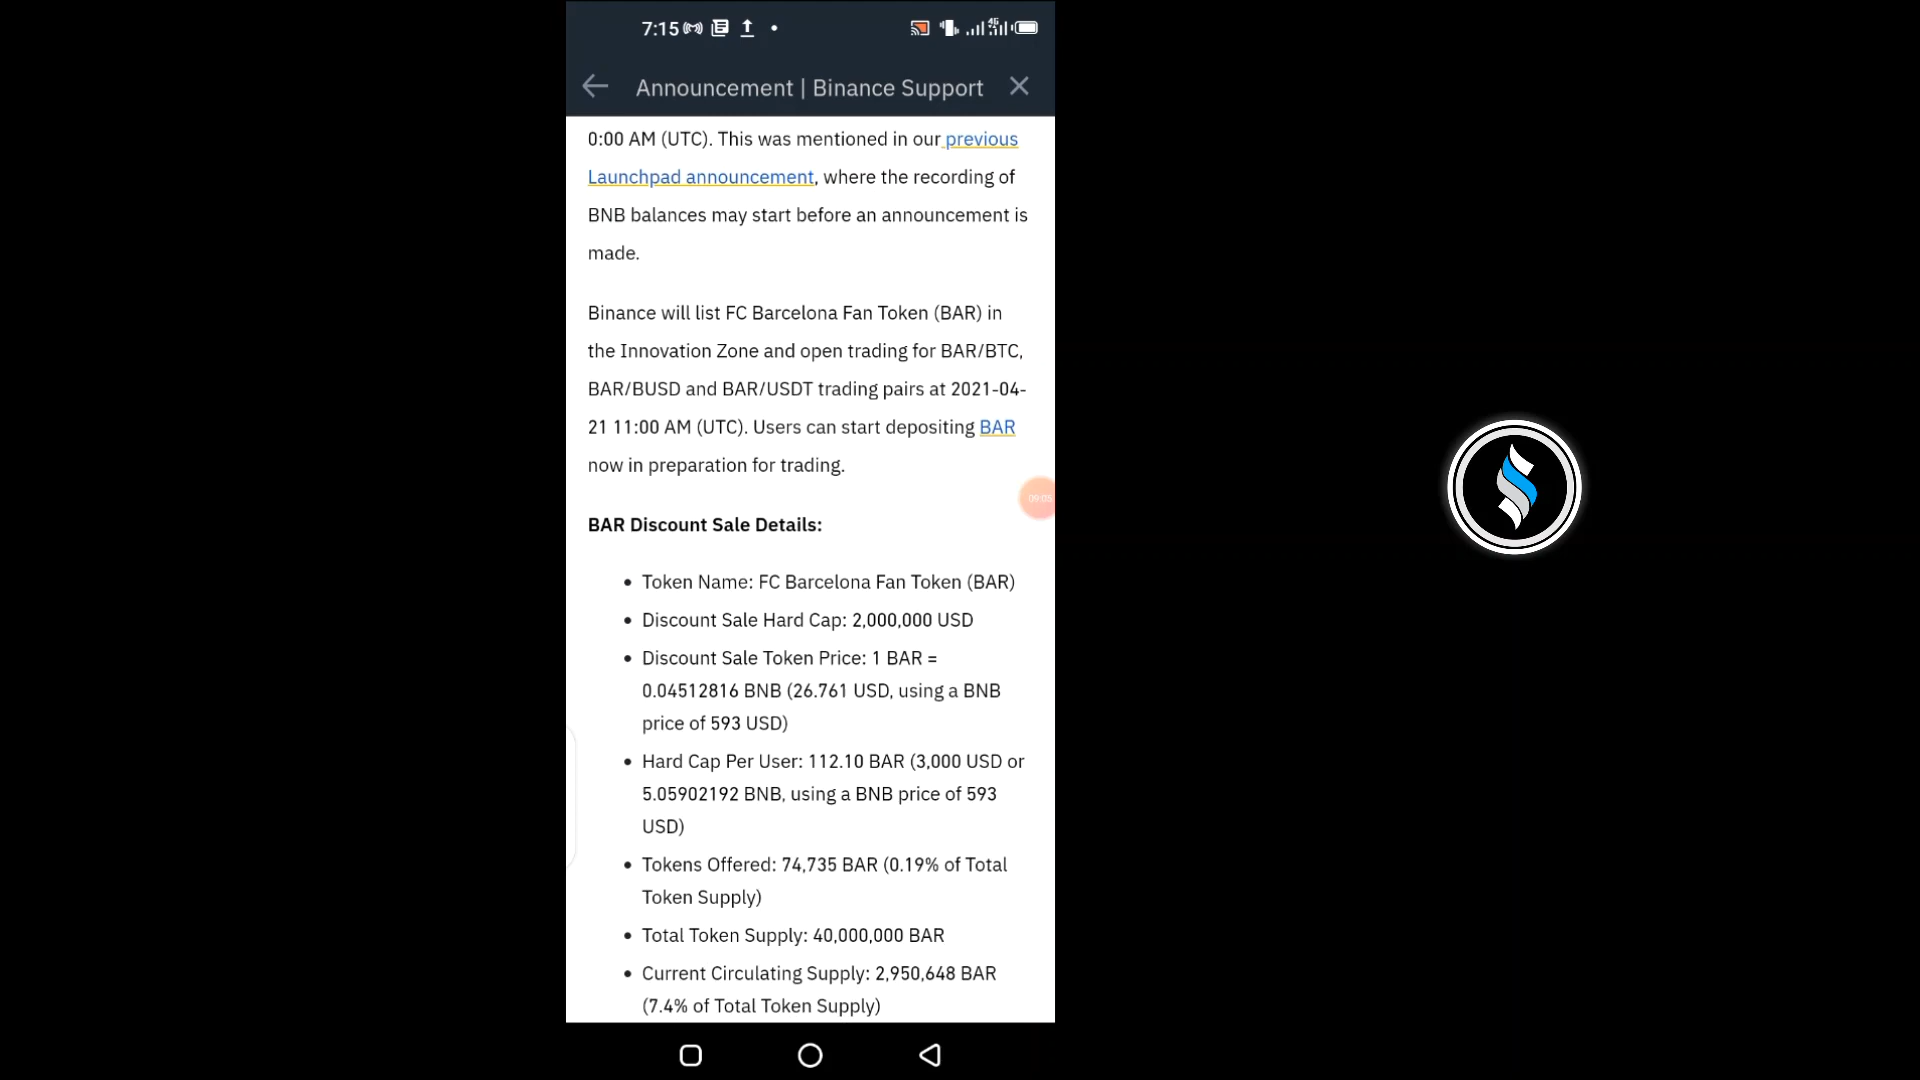 7:15
4G
Announcement | Binance Support
0:00 AM (UTC). This was mentioned in our previous
Launchpad announcement, where the recording of
BNB balances may start before an announcement is
made.
Binance will list FC Barcelona Fan Token (BAR) in
the Innovation Zone and open trading for BAR/BTC,
BAR/BUSD and BAR/USDT trading pairs at 2021-04-
21 11:00 AM (UTC). Users can start depositing BAR
now in preparation for trading.
09:05
BAR Discount Sale Details:
• Token Name: FC Barcelona Fan Token (BAR)
• Discount Sale Hard Cap: 2,000,000 USD
• Discount Sale Token Price: 1 BAR =
0.04512816 BNB (26.761 USD, using a BNB
price of 593 USD)
• Hard Cap Per User: 112.10 BAR (3,000 USD or
5.05902192 BNB, using a BNB price of 593
USD)
• Tokens Offered: 74,735 BAR (0.19% of Total
Token Supply)
• Total Token Supply: 40,000,000 BAR
• Current Circulating Supply: 2,950,648 BAR
(7.4% of Total Token Supply)